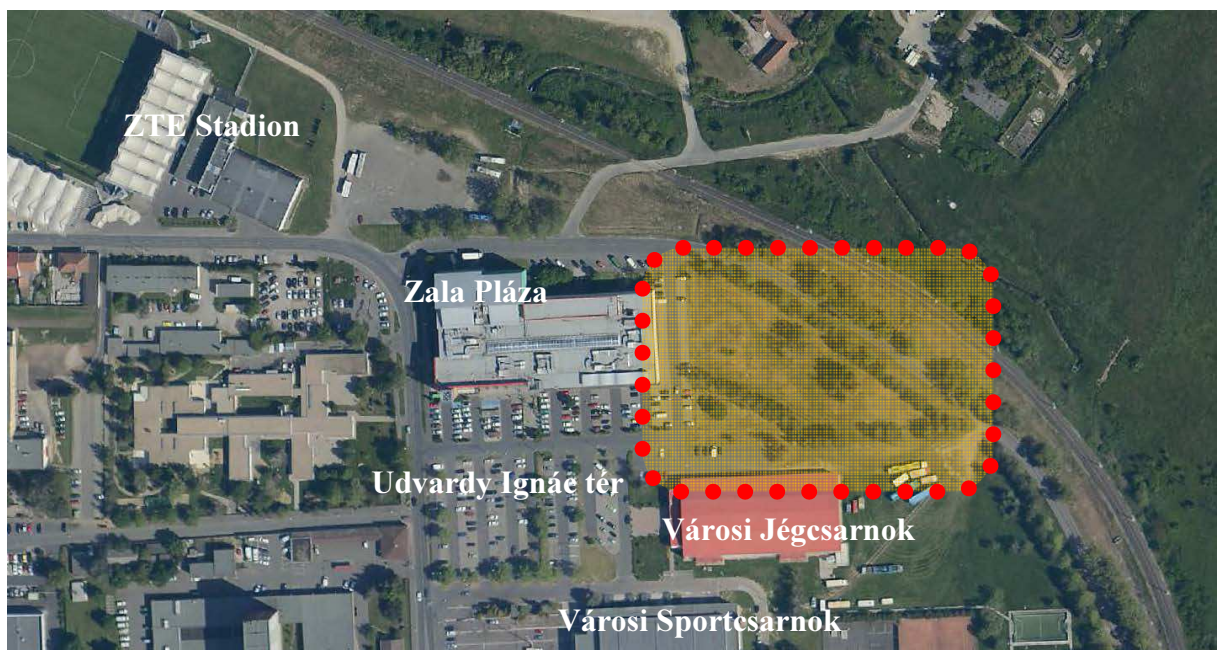 ZTE Stadion
Zala Pláza
Udvardy Ignác tér
Városi Jégcsarnok
Városi Sportcsarnok